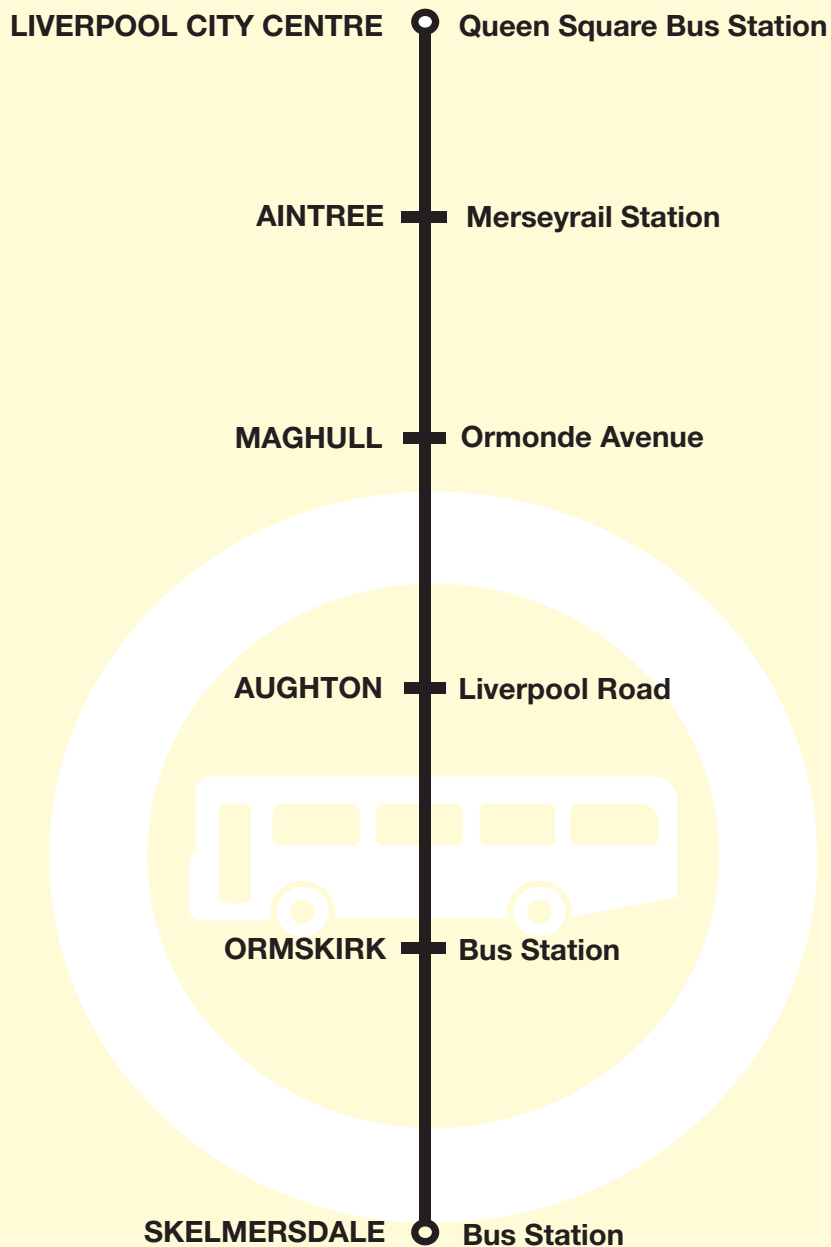 LIVERPOOL CITY CENTRE Queen Square Bus Station
AINTREE Merseyrail Station
MAGHULL Ormonde Avenue
AUGHTON Liverpool Road
ORMSKIRK Bus Station
SKELMERSDALE Bus Station